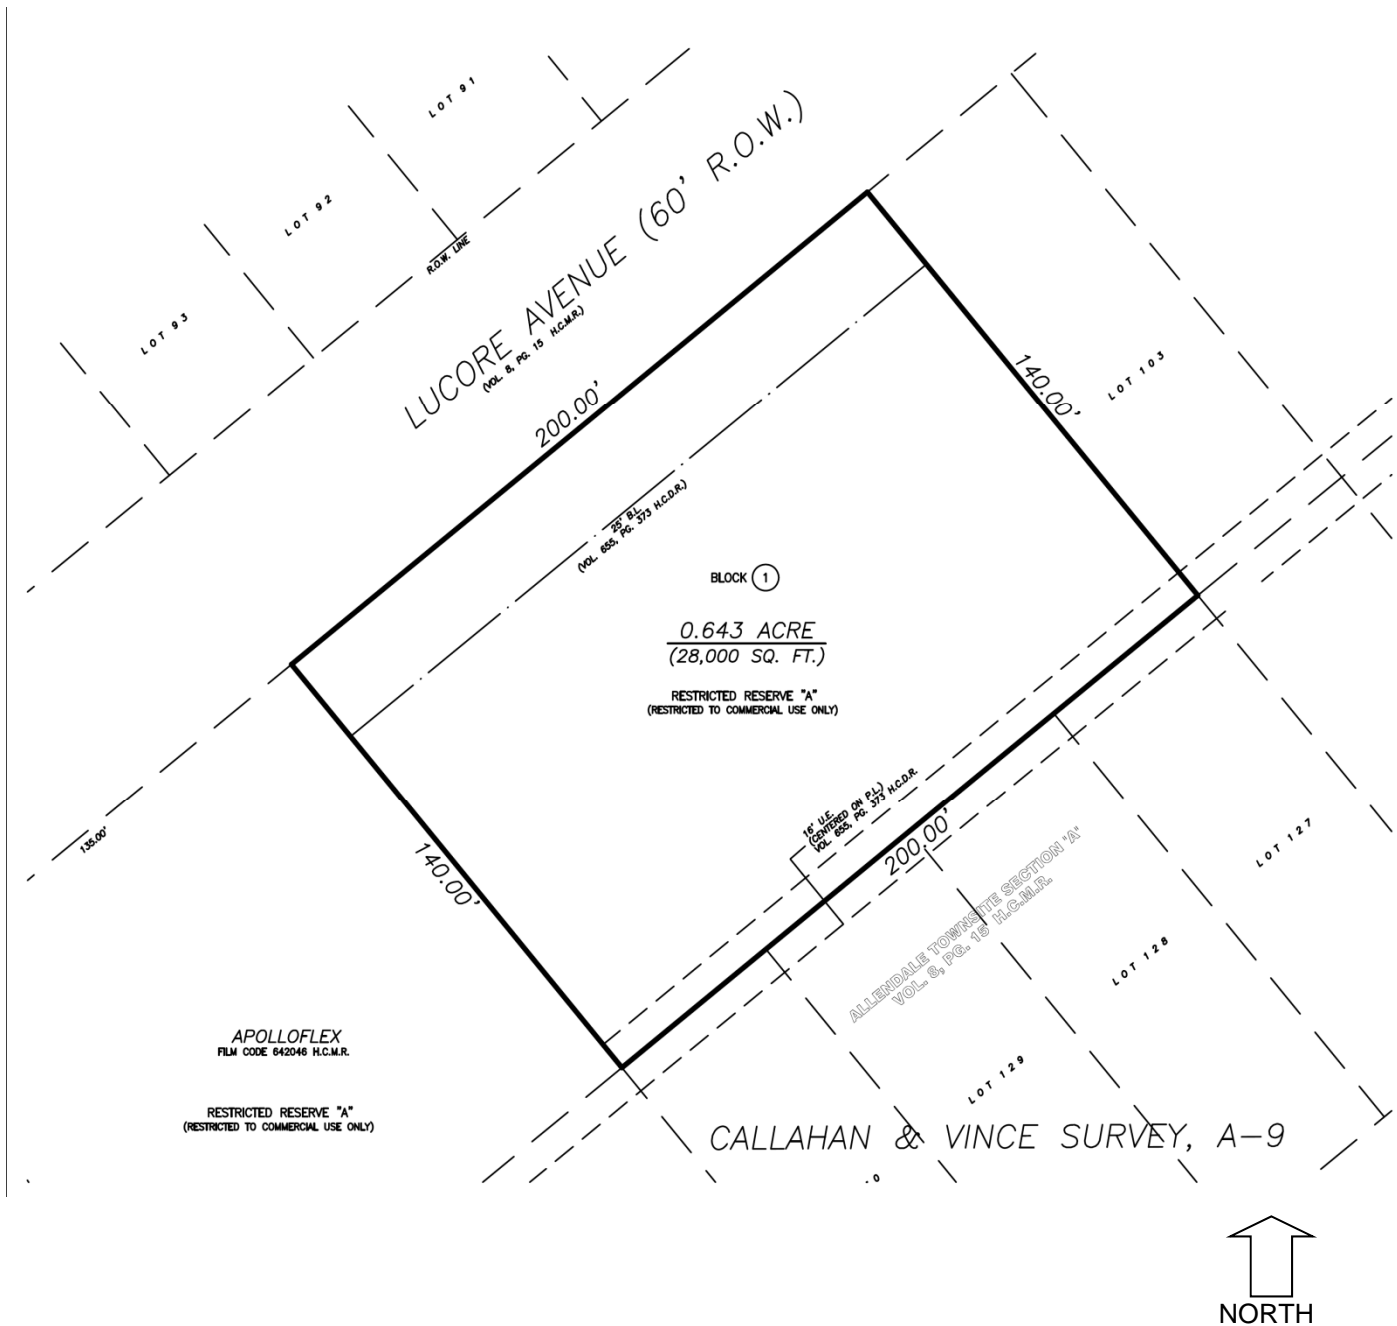 LOT 91
LOT 92
R.O.W. LINE
LOT 93
LUCORE AVENUE (60' R.O.W.)
(VOL. 8, PG. 15 H.C.M.R.)
200.00'
140.00'
LOT 103
25' B.L.
(VOL. 655, PG. 373 H.C.D.R.)
BLOCK 1
0.643 ACRE
(28,000 SQ. FT.)
RESTRICTED RESERVE "A"
(RESTRICTED TO COMMERCIAL USE ONLY)
135.00'
140.00'
16' U.E.
(CENTERED ON P.L.)
VOL. 655, PG. 373 H.C.D.R.
200.00'
LOT 127
ALLENDALE TOWNSITE SECTION 'A'
VOL. 8, PG. 15 H.C.M.R.
LOT 128
LOT 129
APOLLOFLEX
FILM CODE 642046 H.C.M.R.
RESTRICTED RESERVE "A"
(RESTRICTED TO COMMERCIAL USE ONLY)
CALLAHAN & VINCE SURVEY, A-9
0
NORTH